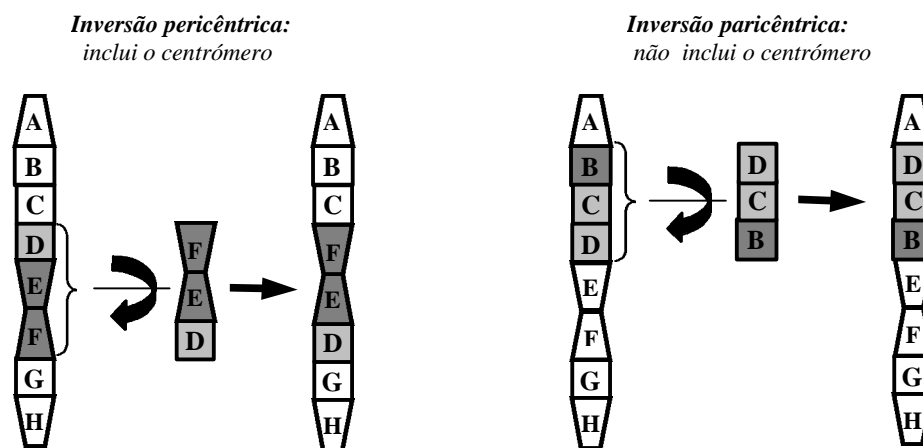 Inversão pericêntrica:
inclui o centrómero
A
B
C
D
E
F
G
H
F
E
D
A
B
C
F
E
D
G
H
Inversão paricêntrica:
não inclui o centrómero
A
B
C
D
E
F
G
H
D
C
B
A
D
C
B
E
F
G
H